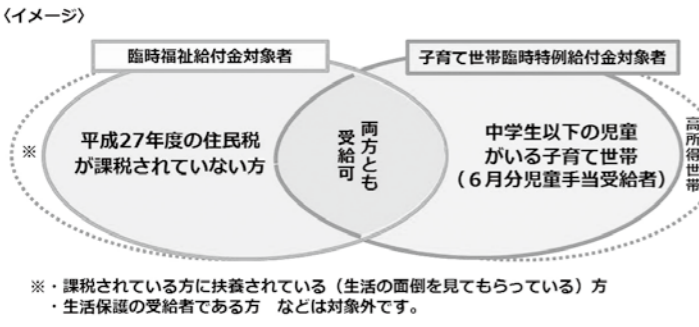 〈イメージ〉
臨時福祉給付金対象者
子育て世帯臨時特例給付金対象者
※
平成27年度の住民税
が課税されていない方
両方とも
受給可
中学生以下の児童
がいる子育て世帯
（６月分児童手当受給者）
高所得世帯
※・課税されている方に扶養されている（生活の面倒を見てもらっている）方
・生活保護の受給者である方　などは対象外です。